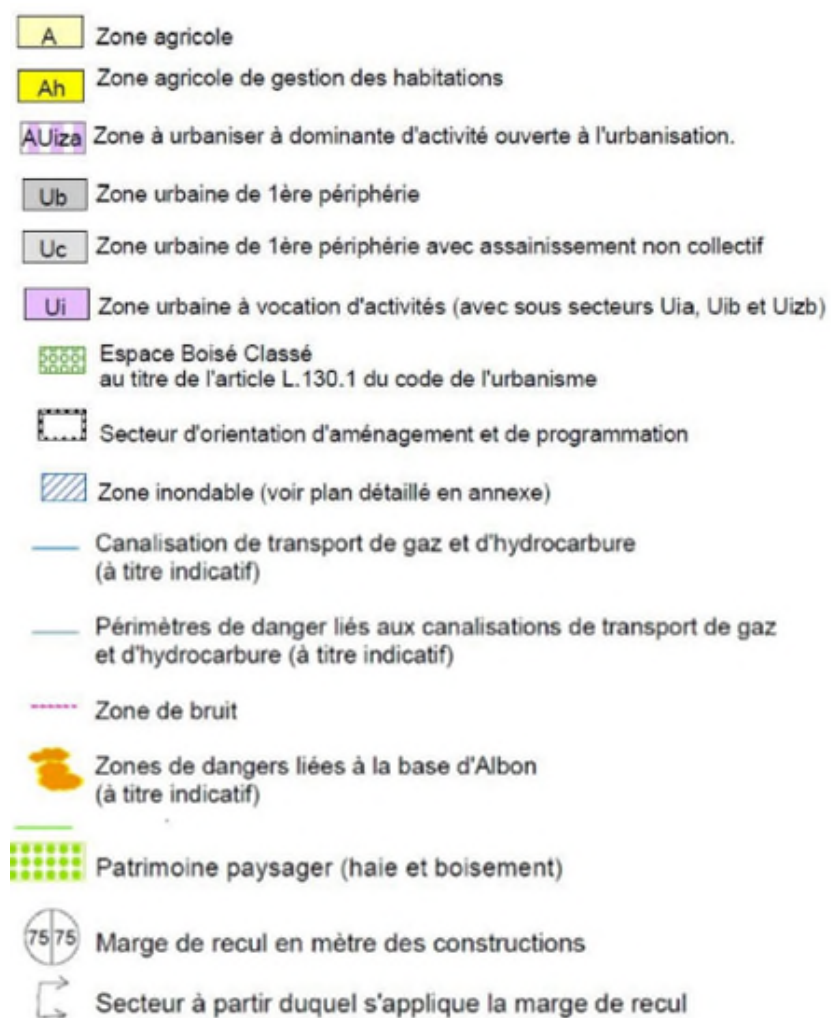 A Zone agricole
Ah Zone agricole de gestion des habitations
AUiza Zone à urbaniser à dominante d'activité ouverte à l'urbanisation.
Ub Zone urbaine de 1ère périphérie
Uc Zone urbaine de 1ère périphérie avec assainissement non collectif
Ui Zone urbaine à vocation d'activités (avec sous secteurs Uia, Uib et Uizb)
Espace Boisé Classé
au titre de l'article L.130.1 du code de l'urbanisme
Secteur d'orientation d'aménagement et de programmation
Zone inondable (voir plan détaillé en annexe)
Canalisation de transport de gaz et d'hydrocarbure
(à titre indicatif)
Périmètres de danger liés aux canalisations de transport de gaz
et d'hydrocarbure (à titre indicatif)
Zone de bruit
Zones de dangers liées à la base d'Albon
(à titre indicatif)
Patrimoine paysager (haie et boisement)
75 75 Marge de recul en mètre des constructions
Secteur à partir duquel s'applique la marge de recul